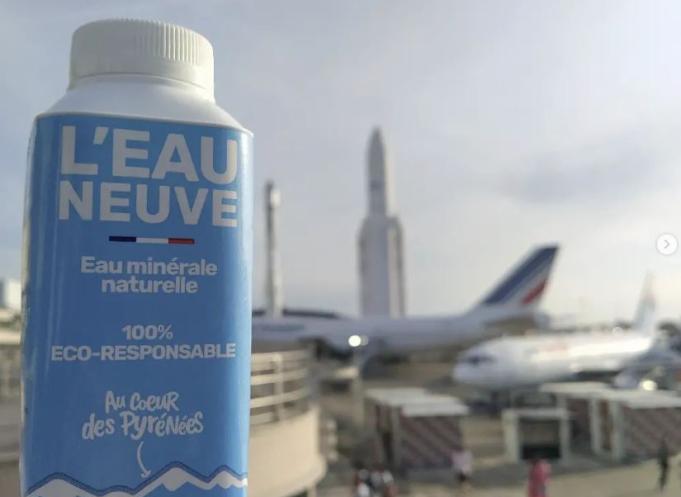 L'EAU
NEUVE
Eau minérale
naturelle
100%
ECO-RESPONSABLE
Au Coeur
des Pyrénées